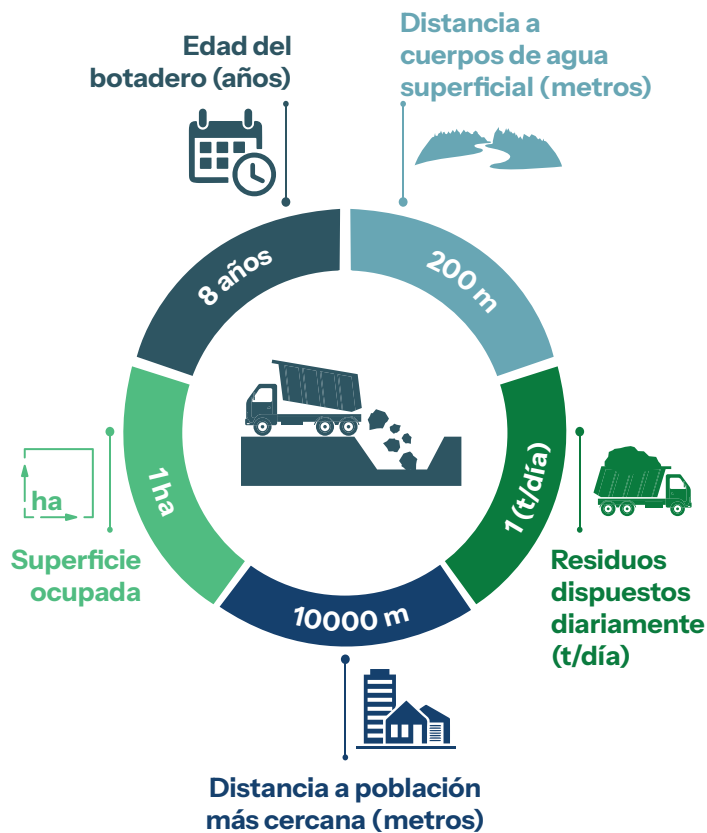 Edad del
botadero (años)
Distancia a
cuerpos de agua
superficial (metros)
8 años
200 m
1 ha
1 (t/día)
10000 m
ha
Superficie
ocupada
Residuos
dispuestos
diariamente
(t/día)
Distancia a población
más cercana (metros)